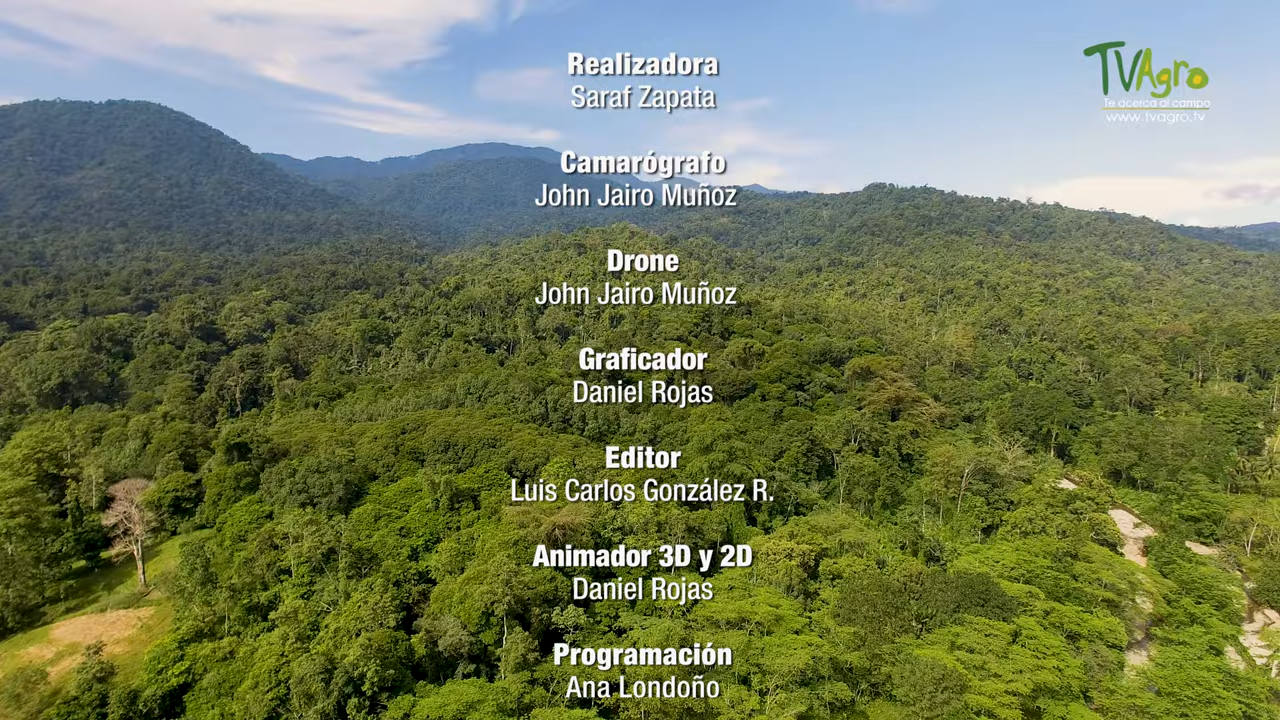 Realizadora
Saraf Zapata
TVAgro
Te acerca al campo
www.tvagro.tv
Camarógrafo
John Jairo Muñoz
Drone
John Jairo Muñoz
Graficador
Daniel Rojas
Editor
Luis Carlos González R.
Animador 3D y 2D
Daniel Rojas
Programación
Ana Londoño